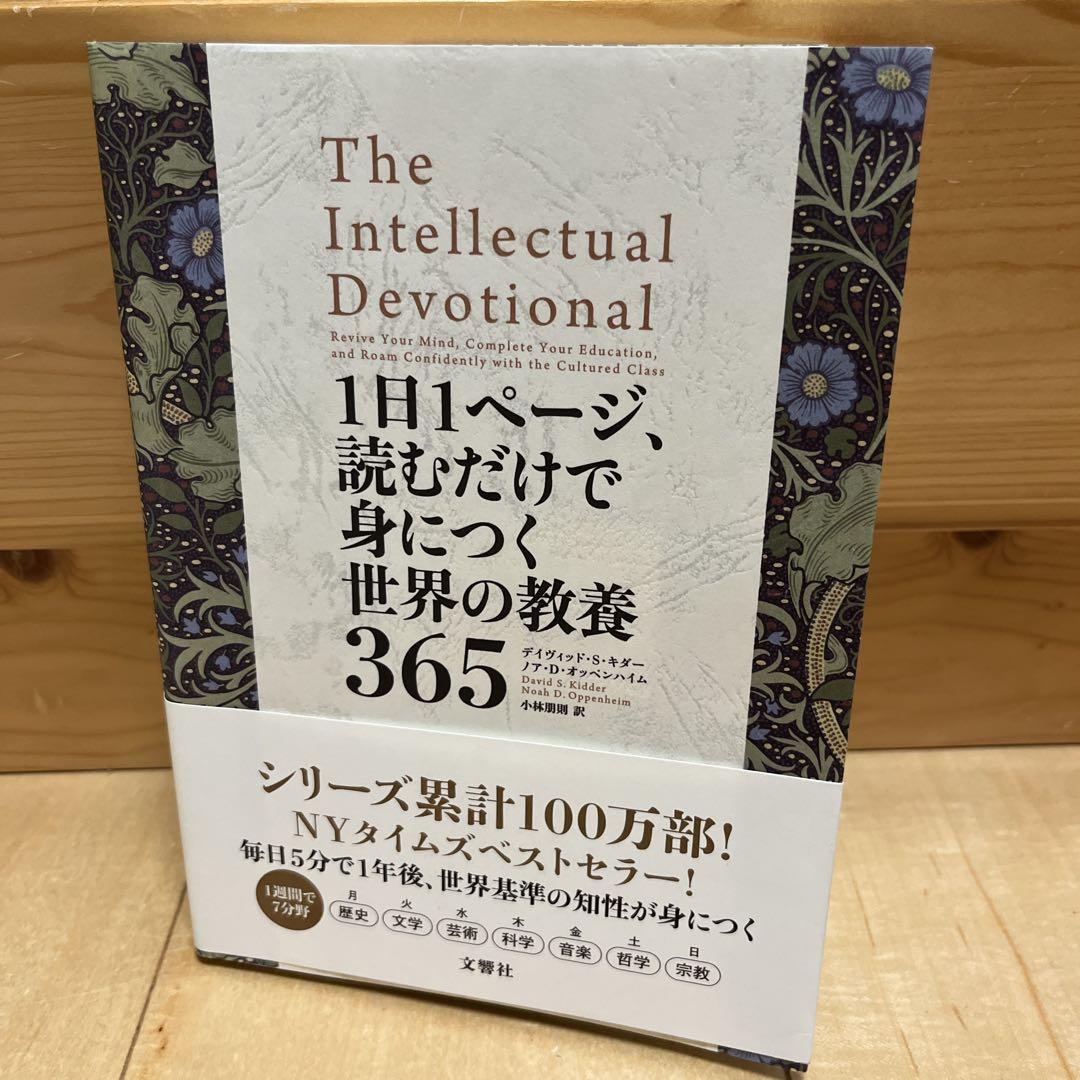 The
Intellectual
Devotional
Revive Your Mind, Complete Your Education,
and Roam Confidently with the Cultured Class
1日1ページ、
読むだけで
身につく
世界の教養
365
デイヴィッド・S・キダー
ノア・D・オッペンハイム
David S. Kidder
Noah D. Oppenheim
小林朋則 訳
シリーズ累計100万部!
NYタイムズベストセラー!
毎日5分で1年後、世界基準の知性が身につく
1週間で
7分野
月 火 水 木 金 土 日
歴史 文学 芸術 科学 音楽 哲学 宗教
文響社